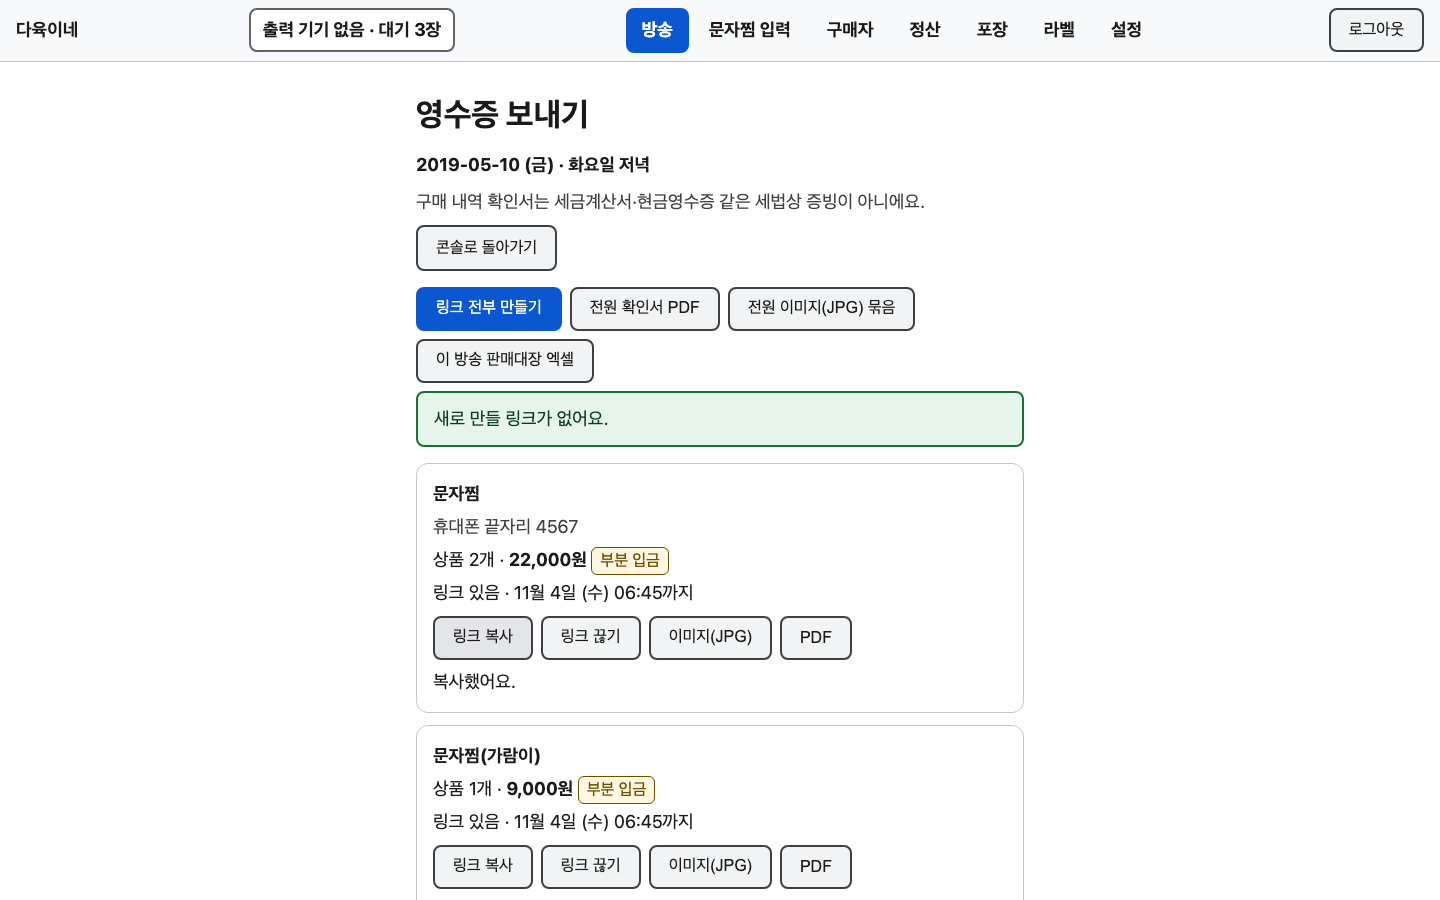 다육이네
출력 기기 없음 · 대기 3장
방송
문자찜 입력
구매자
정산
포장
라벨
설정
로그아웃
영수증 보내기
2019-05-10 (금) · 화요일 저녁
구매 내역 확인서는 세금계산서·현금영수증 같은 세법상 증빙이 아니에요.
콘솔로 돌아가기
링크 전부 만들기
전원 확인서 PDF
전원 이미지(JPG) 묶음
이 방송 판매대장 엑셀
새로 만들 링크가 없어요.
문자찜
휴대폰 끝자리 4567
상품 2개 · 22,000원 부분 입금
링크 있음 · 11월 4일 (수) 06:45까지
링크 복사
링크 끊기
이미지(JPG)
PDF
복사했어요.
문자찜(가람이)
상품 1개 · 9,000원 부분 입금
링크 있음 · 11월 4일 (수) 06:45까지
링크 복사
링크 끊기
이미지(JPG)
PDF